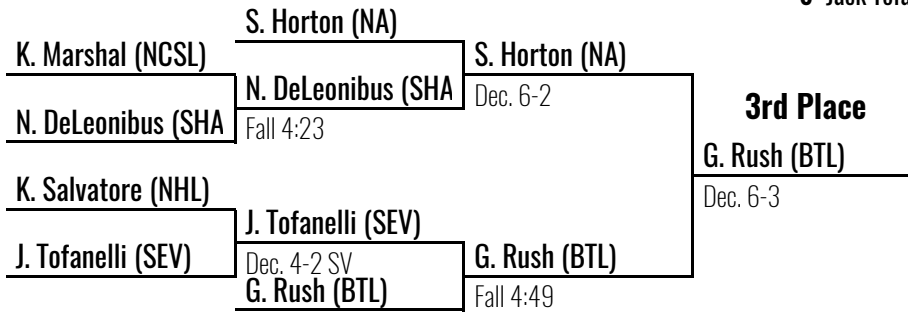 S. Horton (NA)
K. Marshal (NCSL)
S. Horton (NA)
N. DeLeonibus (SHA
Dec. 6-2
N. DeLeonibus (SHA
Fall 4:23
3rd Place
G. Rush (BTL)
K. Salvatore (NHL)
Dec. 6-3
J. Tofanelli (SEV)
J. Tofanelli (SEV)
Dec. 4-2 SV
G. Rush (BTL)
G. Rush (BTL)
Fall 4:49